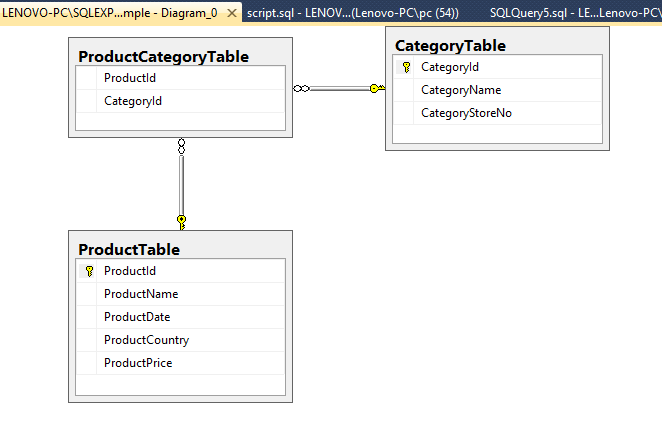 LENOVO-PC\SQLEXP...mple - Diagram_0
script.sql - LENOV...(Lenovo-PC\pc (54))
SQLQuery5.sql - LE...Lenovo-PC\
ProductCategoryTable
ProductId
CategoryId
CategoryTable
CategoryId
CategoryName
CategoryStoreNo
ProductTable
ProductId
ProductName
ProductDate
ProductCountry
ProductPrice